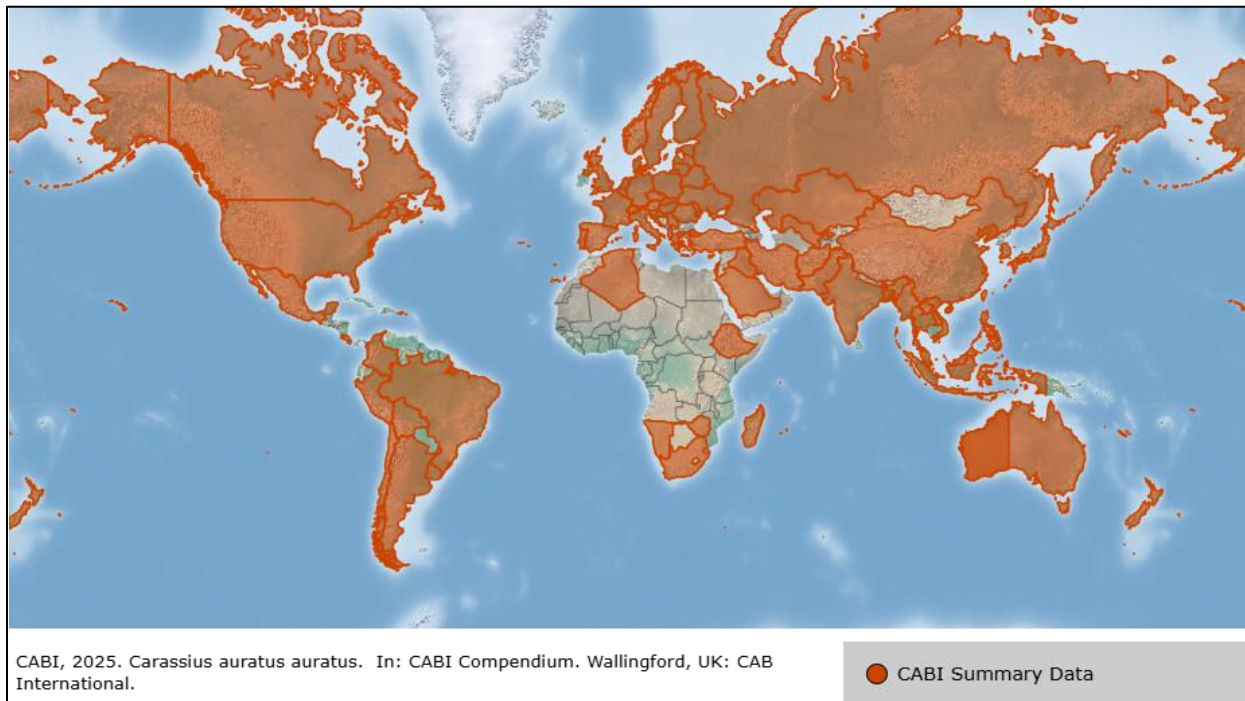 CABI, 2025. Carassius auratus auratus. In: CABI Compendium. Wallingford, UK: CAB
International.
CABI Summary Data